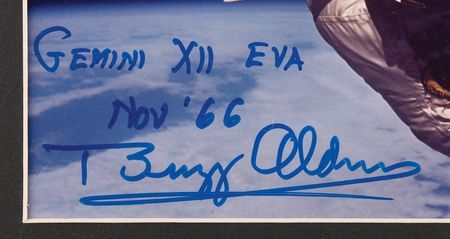 GEMINI XII EVA
NOV '66
Buzz Aldrin